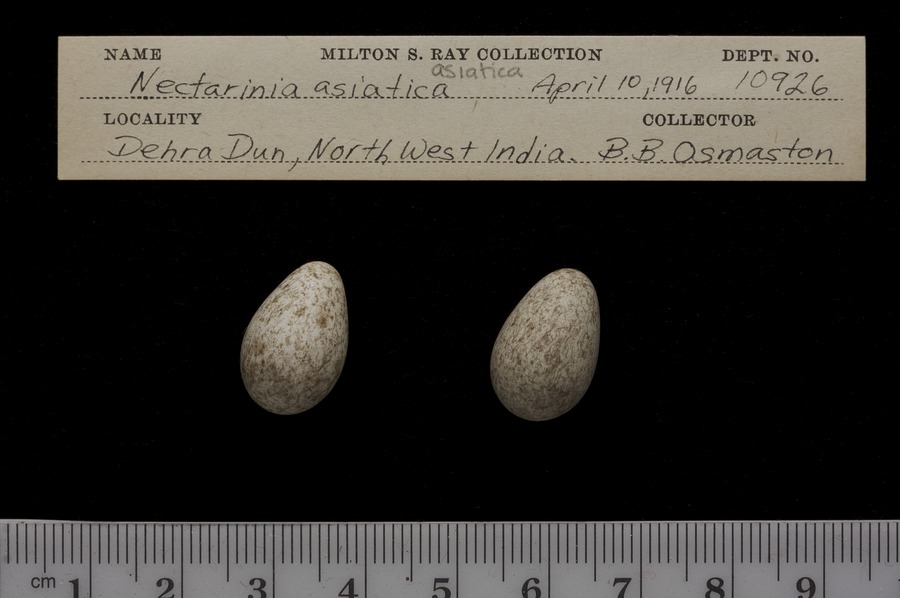 NAME MILTON S. RAY COLLECTION DEPT. NO.
asiatica
Nectarinia asiatica April 10, 1916 10926
LOCALITY COLLECTOR
Dehra Dun, North West India. B.B. Osmaston
cm 1 2 3 4 5 6 7 8 9